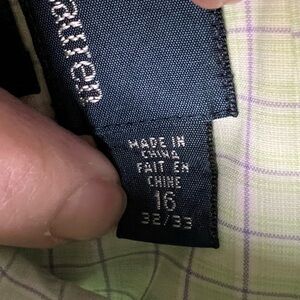 auren
MADE IN
CHINA
FAIT EN
CHINE
16
32/33